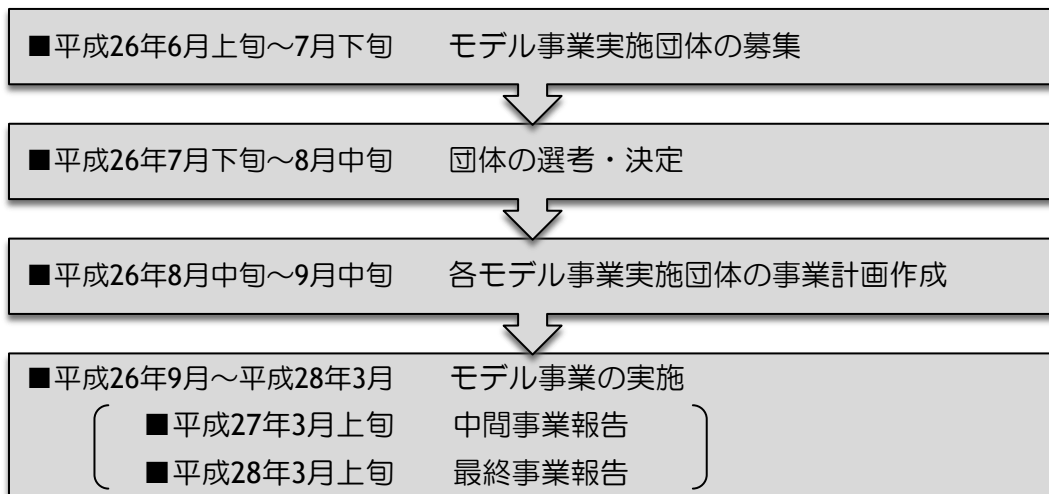 ■平成26年6月上旬～7月下旬　モデル事業実施団体の募集
■平成26年7月下旬～8月中旬　団体の選考・決定
■平成26年8月中旬～9月中旬　各モデル事業実施団体の事業計画作成
■平成26年9月～平成28年3月　モデル事業の実施
■平成27年3月上旬　中間事業報告
■平成28年3月上旬　最終事業報告